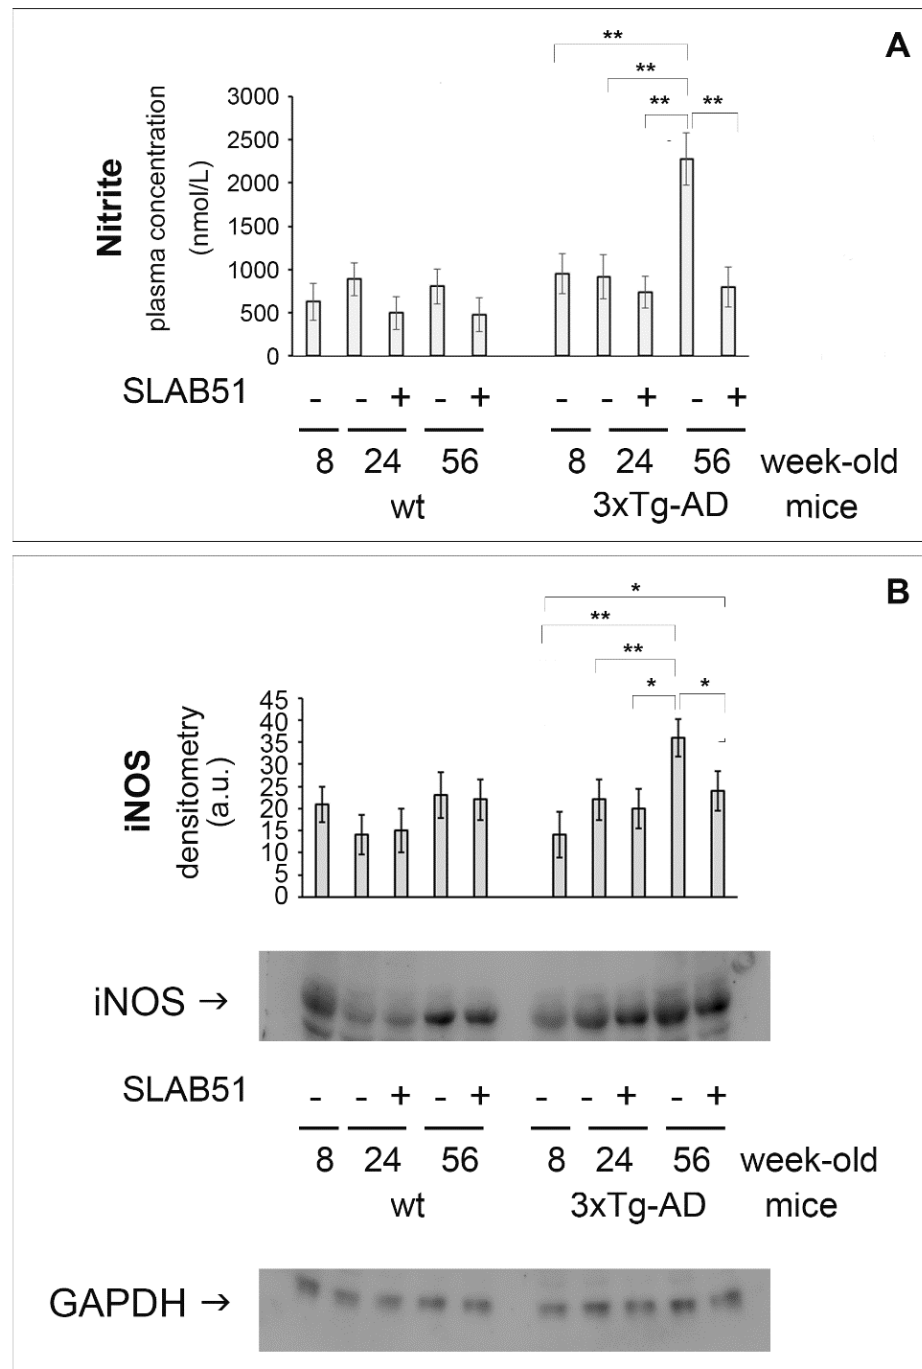 A
** 
**
** **
Nitrite
plasma concentration
(nmol/L)
3000
2500
2000
1500
1000
500
0
SLAB51 - - + - + - - + - +
8 24 56 8 24 56 week-old
wt 3xTg-AD mice
B
*
**
**
* *
iNOS
densitometry
(a.u.)
45
40
35
30
25
20
15
10
5
0
iNOS →
SLAB51 - - + - + - - + - +
8 24 56 8 24 56 week-old
wt 3xTg-AD mice
GAPDH →